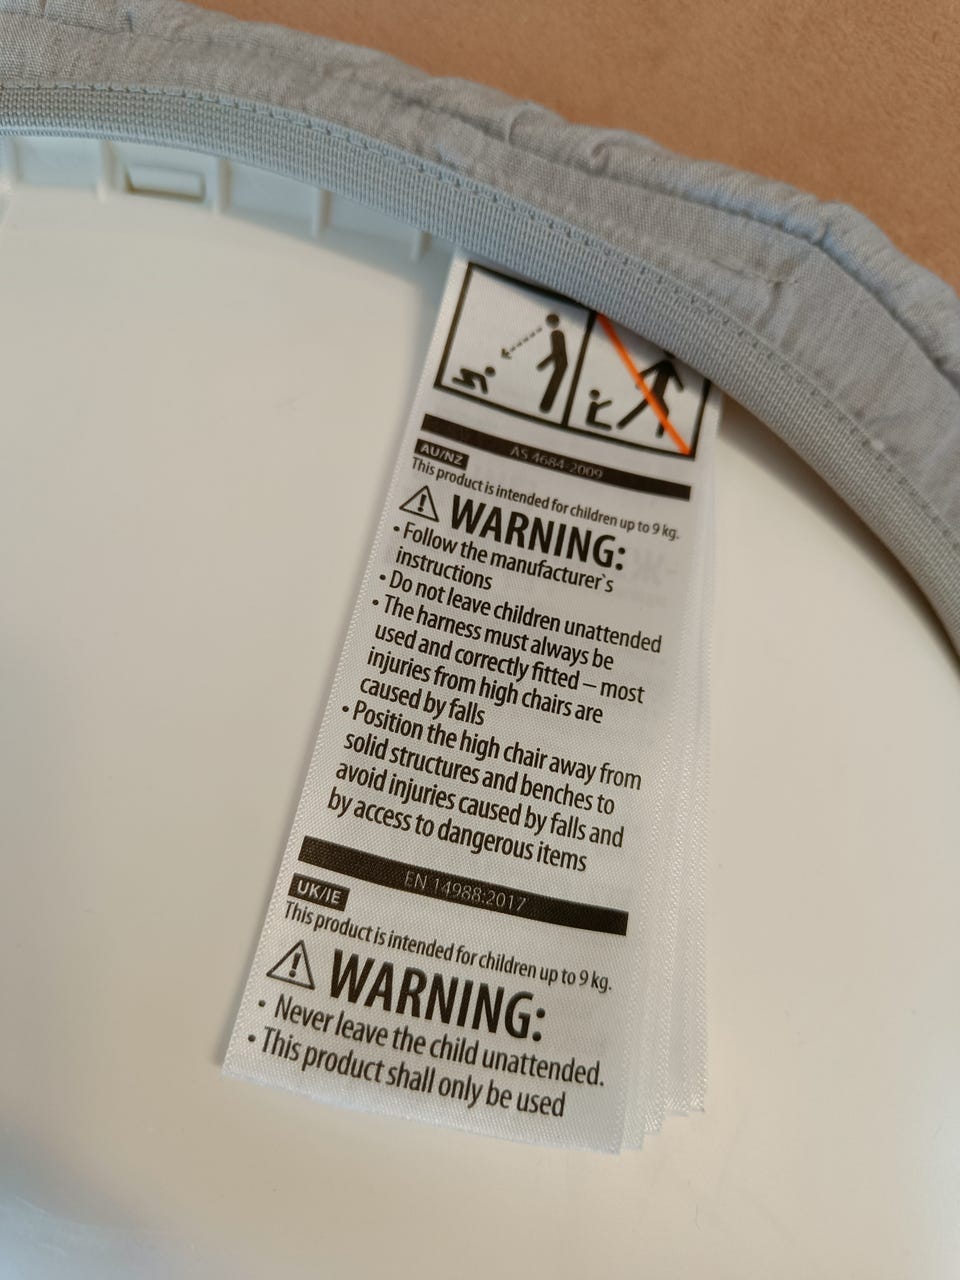 AS 4684-2009
AU/NZ
This product is intended for children up to 9 kg.
WARNING:
• Follow the manufacturer`s
instructions
• Do not leave children unattended
• The harness must always be
used and correctly fitted – most
injuries from high chairs are
caused by falls
• Position the high chair away from
solid structures and benches to
avoid injuries caused by falls and
by access to dangerous items
EN 14988:2017
UK/IE
This product is intended for children up to 9 kg.
WARNING:
• Never leave the child unattended.
• This product shall only be used